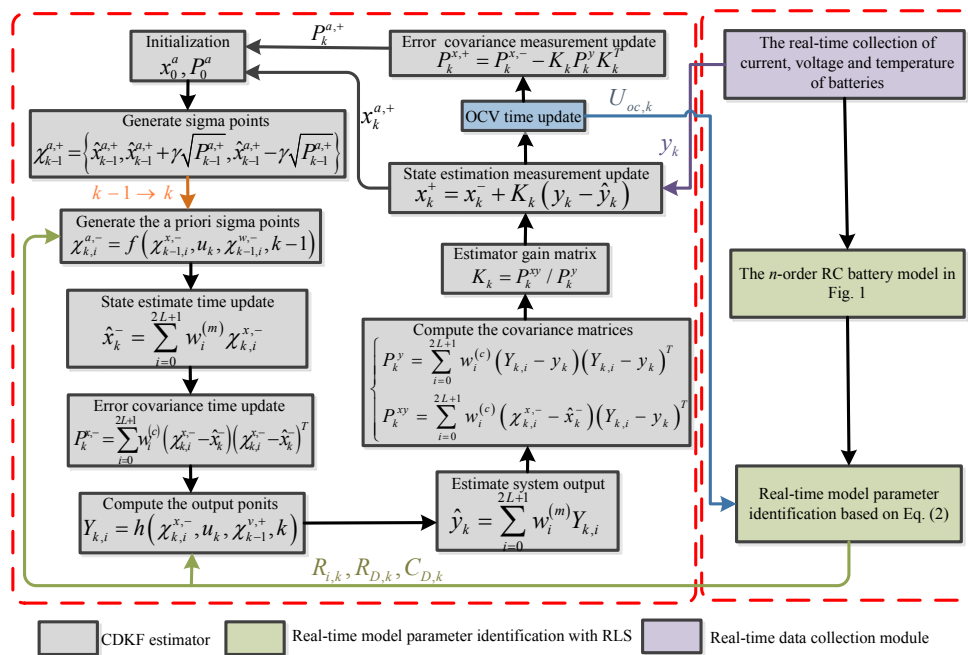 Initialization
x_0^a, P_0^a
Generate sigma points
χ_{k-1}^{a,+} = {x̂_{k-1}^{a,+}, x̂_{k-1}^{a,+} + γ√P_{k-1}^{a,+}, x̂_{k-1}^{a,+} − γ√P_{k-1}^{a,+}}
k−1 → k
Generate the a priori sigma points
χ_{k,i}^{a,−} = f(χ_{k−1,i}^{x,−}, u_k, χ_{k−1,i}^{w,−}, k−1)
State estimate time update
x̂_k^− = ∑_{i=0}^{2L+1} w_i^{(m)} χ_{k,i}^{x,−}
Error covariance time update
P_k^{x,−} = ∑_{i=0}^{2L+1} w_i^{(c)} (χ_{k,i}^{x,−} − x̂_k^−)(χ_{k,i}^{x,−} − x̂_k^−)^T
Compute the output ponits
Y_{k,i} = h(χ_{k,i}^{x,−}, u_k, χ_{k−1}^{v,+}, k)
P_k^{a,+}
x_k^{a,+}
Error covariance measurement update
P_k^{x,+} = P_k^{x,−} − K_k P_k^y K_k^T
OCV time update
U_{oc,k}
y_k
State estimation measurement update
x_k^+ = x_k^− + K_k (y_k − ŷ_k)
Estimator gain matrix
K_k = P_k^{xy} / P_k^y
Compute the covariance matrices
P_k^y = ∑_{i=0}^{2L+1} w_i^{(c)} (Y_{k,i} − y_k)(Y_{k,i} − y_k)^T
P_k^{xy} = ∑_{i=0}^{2L+1} w_i^{(c)} (χ_{k,i}^{x,−} − x̂_k^−)(Y_{k,i} − y_k)^T
Estimate system output
ŷ_k = ∑_{i=0}^{2L+1} w_i^{(m)} Y_{k,i}
R_{i,k}, R_{D,k}, C_{D,k}
The real-time collection of
current, voltage and temperature
of batteries
The n-order RC battery model in
Fig. 1
Real-time model parameter
identification based on Eq. (2)
CDKF estimator
Real-time model parameter identification with RLS
Real-time data collection module